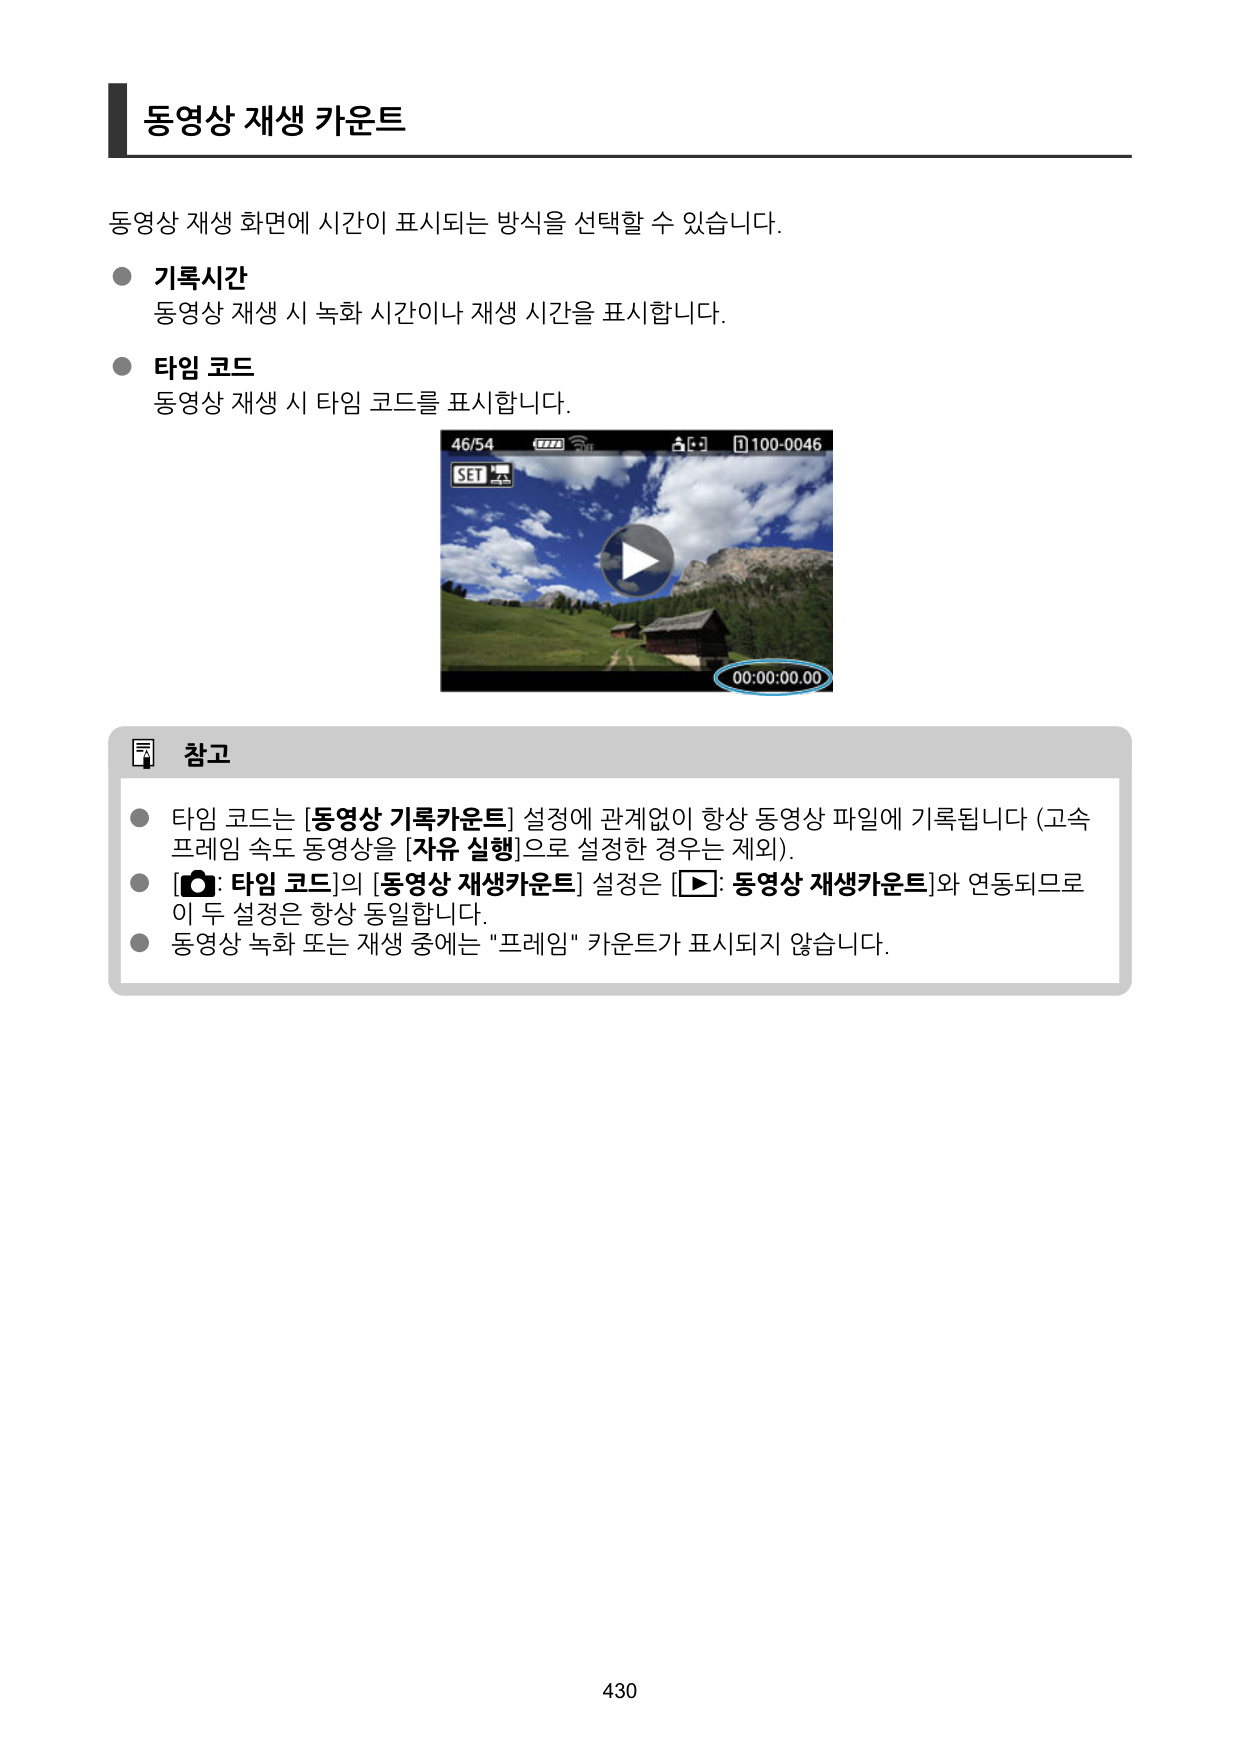 동영상 재생 카운트
동영상 재생 화면에 시간이 표시되는 방식을 선택할 수 있습니다.
● 기록시간
동영상 재생 시 녹화 시간이나 재생 시간을 표시합니다.
● 타임 코드
동영상 재생 시 타임 코드를 표시합니다.
46/54 OFF 1 100-0046
SET
00:00:00.00
참고
● 타임 코드는 [동영상 기록카운트] 설정에 관계없이 항상 동영상 파일에 기록됩니다 (고속
프레임 속도 동영상을 [자유 실행]으로 설정한 경우는 제외).
● [: 타임 코드]의 [동영상 재생카운트] 설정은 [: 동영상 재생카운트]와 연동되므로
이 두 설정은 항상 동일합니다.
● 동영상 녹화 또는 재생 중에는 "프레임" 카운트가 표시되지 않습니다.
430